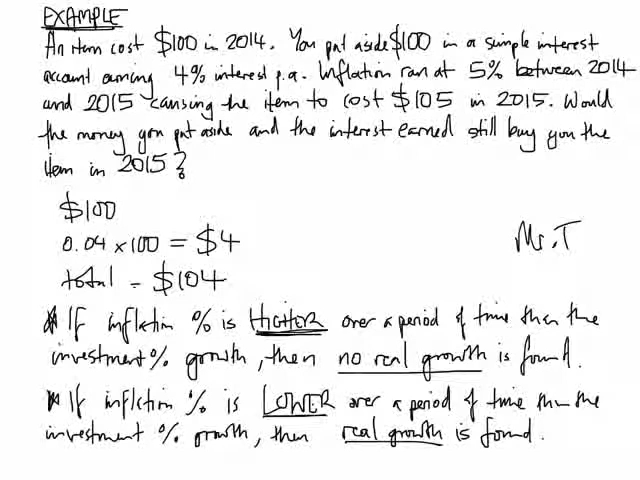 EXAMPLE
An item cost $100 in 2014. You put aside $100 in a simple interest
account earning 4% interest p.a. Inflation ran at 5% between 2014
and 2015 causing the item to cost $105 in 2015. Would
the money you put aside and the interest earned still buy you the
item in 2015?
$100
0.04 × 100 = $4
Mr. T
total = $104
* If inflation % is HIGHER over a period of time than the
investment % growth, then no real growth is found.
* If inflation % is LOWER over a period of time than the
investment % growth, then real growth is found.